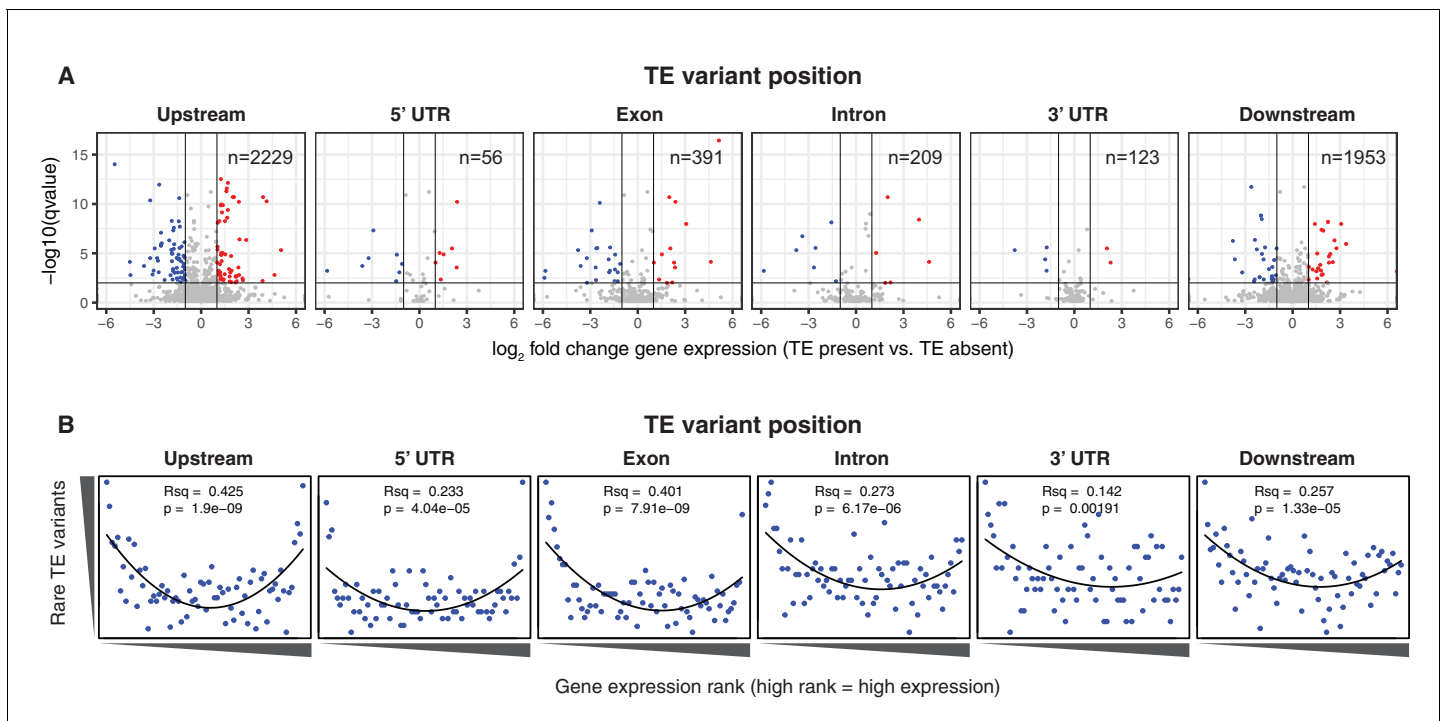 A
TE variant position
Upstream
5’ UTR
Exon
Intron
3’ UTR
Downstream
n=2229
n=56
n=391
n=209
n=123
n=1953
−log10(qvalue)
15
10
5
0
−6 −3 0 3 6
−6 −3 0 3 6
−6 −3 0 3 6
−6 −3 0 3 6
−6 −3 0 3 6
−6 −3 0 3 6
log2 fold change gene expression (TE present vs. TE absent)
B
TE variant position
Upstream
5’ UTR
Exon
Intron
3’ UTR
Downstream
Rare TE variants
Rsq = 0.425
p = 1.9e−09
Rsq = 0.233
p = 4.04e−05
Rsq = 0.401
p = 7.91e−09
Rsq = 0.273
p = 6.17e−06
Rsq = 0.142
p = 0.00191
Rsq = 0.257
p = 1.33e−05
Gene expression rank (high rank = high expression)